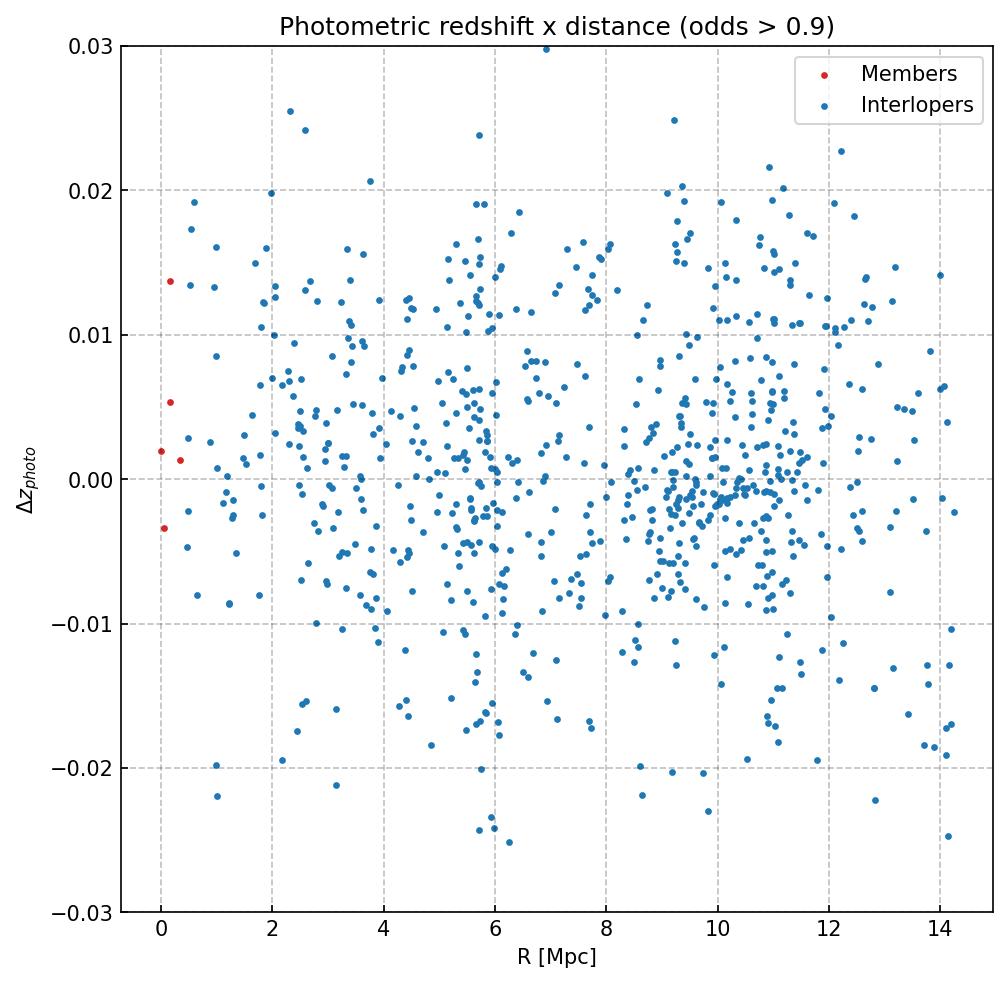 Photometric redshift x distance (odds > 0.9)
Members
Interlopers
0.03
0.02
0.01
0.00
−0.01
−0.02
−0.03
Δz_photo
0 2 4 6 8 10 12 14
R [Mpc]